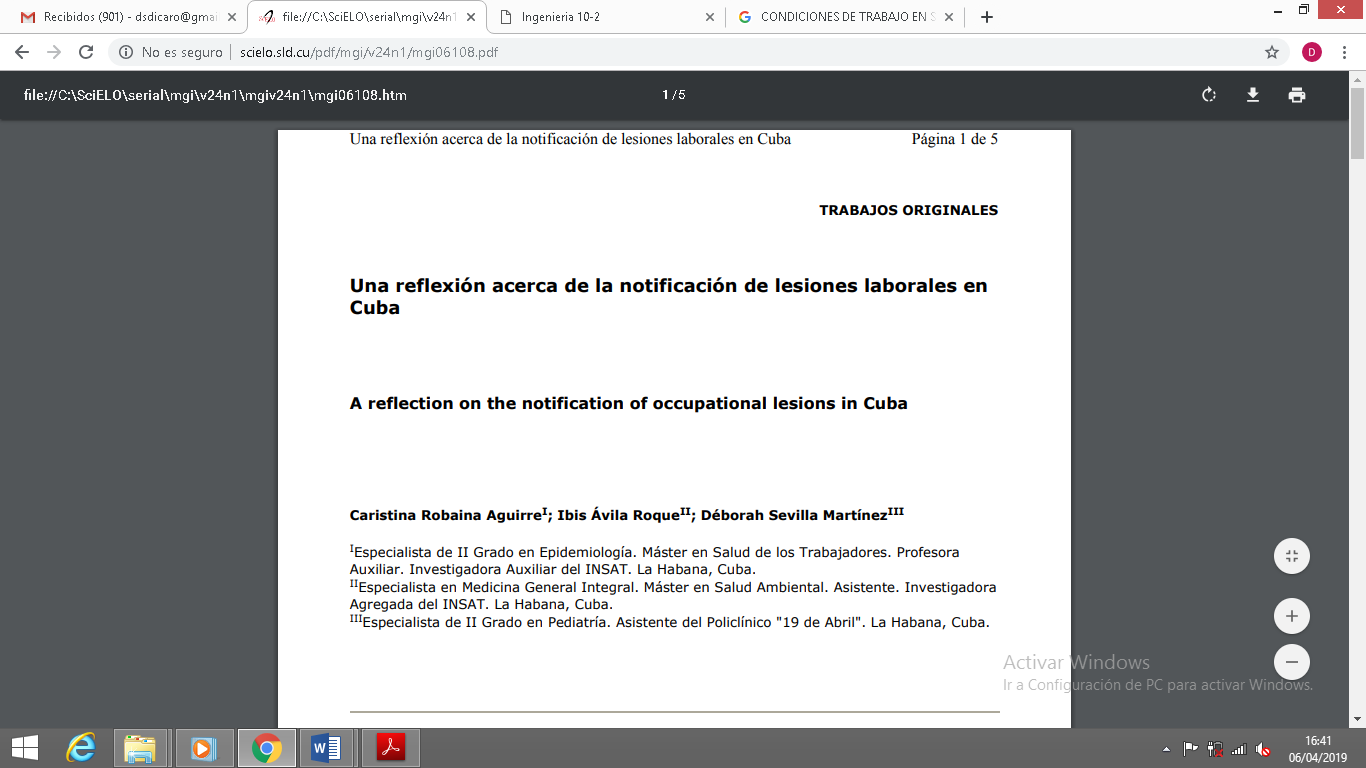 Recibidos (901) - dsdicaro@gmai
file://C:\SciELO\serial\mgi\v24n1
Ingenieria 10-2
CONDICIONES DE TRABAJO EN S
No es seguro
scielo.sld.cu/pdf/mgi/v24n1/mgi06108.pdf
D
file://C:\SciELO\serial\mgi\v24n1\mgiv24n1\mgi06108.htm
1 / 5
Una reflexión acerca de la notificación de lesiones laborales en Cuba
Página 1 de 5
TRABAJOS ORIGINALES
Una reflexión acerca de la notificación de lesiones laborales en
Cuba
A reflection on the notification of occupational lesions in Cuba
Caristina Robaina Aguirre^I; Ibis Ávila Roque^II; Déborah Sevilla Martínez^III
^IEspecialista de II Grado en Epidemiología. Máster en Salud de los Trabajadores. Profesora
Auxiliar. Investigadora Auxiliar del INSAT. La Habana, Cuba.
^IIEspecialista en Medicina General Integral. Máster en Salud Ambiental. Asistente. Investigadora
Agregada del INSAT. La Habana, Cuba.
^IIIEspecialista de II Grado en Pediatría. Asistente del Policlínico "19 de Abril". La Habana, Cuba.
Activar Windows
Ir a Configuración de PC para activar Windows.
16:41
06/04/2019